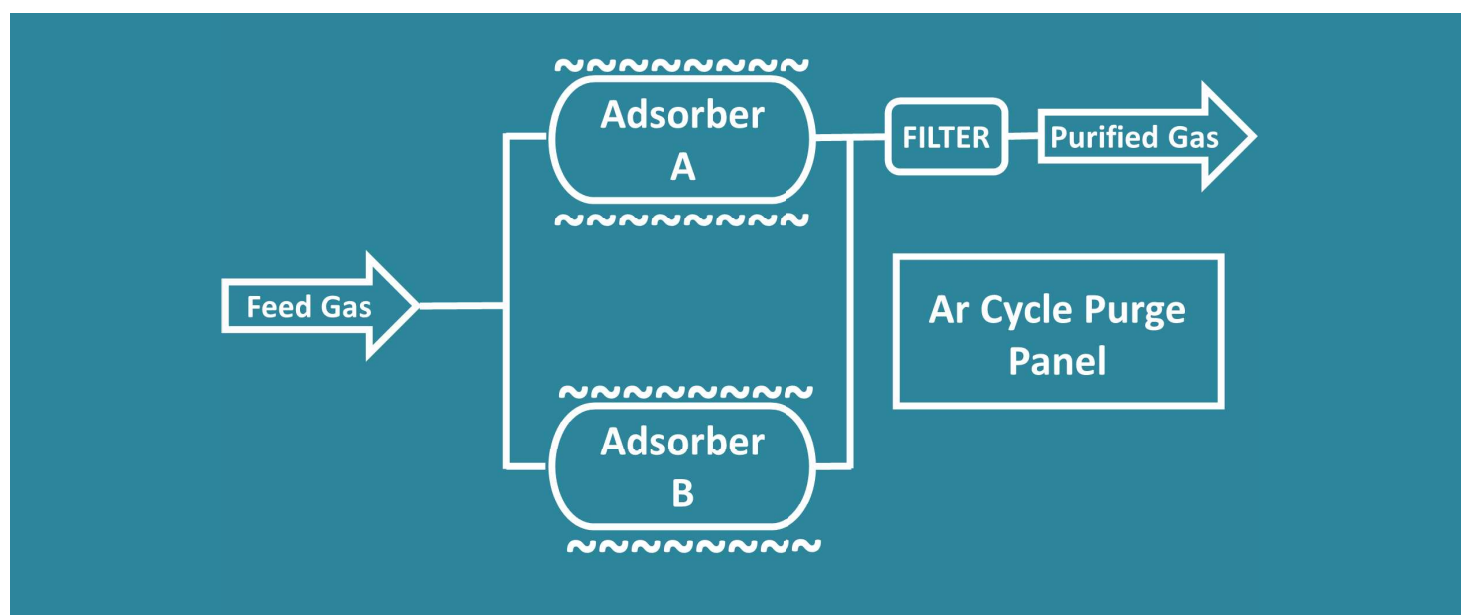 Adsorber
A
FILTER
Purified Gas
Feed Gas
Ar Cycle Purge
Panel
Adsorber
B